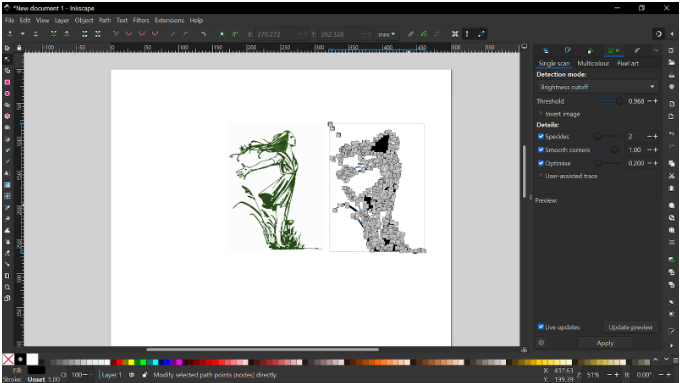 *New document 1 - Inkscape
File Edit View Layer Object Path Text Filters Extensions Help
X: 270.272 Y: 262.328 mm
Single scan Multicolour Pixel art
Detection mode:
Brightness cutoff
Threshold 0.968
Invert image
Details:
Speckles 2
Smooth corners 1.00
Optimise 0.200
User-assisted trace
Preview:
Live updates Update preview
Apply
Fill:
Stroke: Unset 1.00
O: 100
Layer 1
Modify selected path points (nodes) directly.
X: 437.63
Y: 199.39
Z: 51%
R: 0.00°